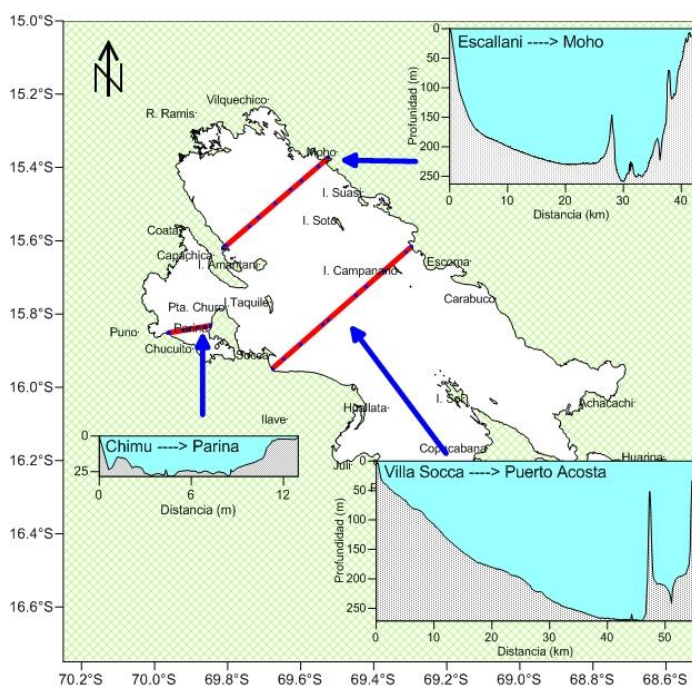 15.0°S
15.2°S
15.4°S
15.6°S
15.8°S
16.0°S
16.2°S
16.4°S
16.6°S
70.2°S
70.0°S
69.8°S
69.6°S
69.4°S
69.2°S
69.0°S
68.8°S
68.6°S
N
Vilquechico
R. Ramis
Moho
I. Suasi
I. Soto
Coata
Capachica
I. Amantani
I. Campanario
Escoma
Carabuco
Pta. Churo
I.Taquile
Puno
Parina
Chucuito
Socca
Ilave
Huallata
I. Sol
Achacachi
Juli
Copacabana
Huarina
Escallani ----> Moho
Profunidad (m)
0
50
100
150
200
250
0 10 20 30 40
Distancia (km)
Chimu ----> Parina
0
25
0 6 12
Distancia (m)
Villa Socca ----> Puerto Acosta
Profundidad (m)
0
50
100
150
200
250
0 10 20 30 40 50
Distancia (km)